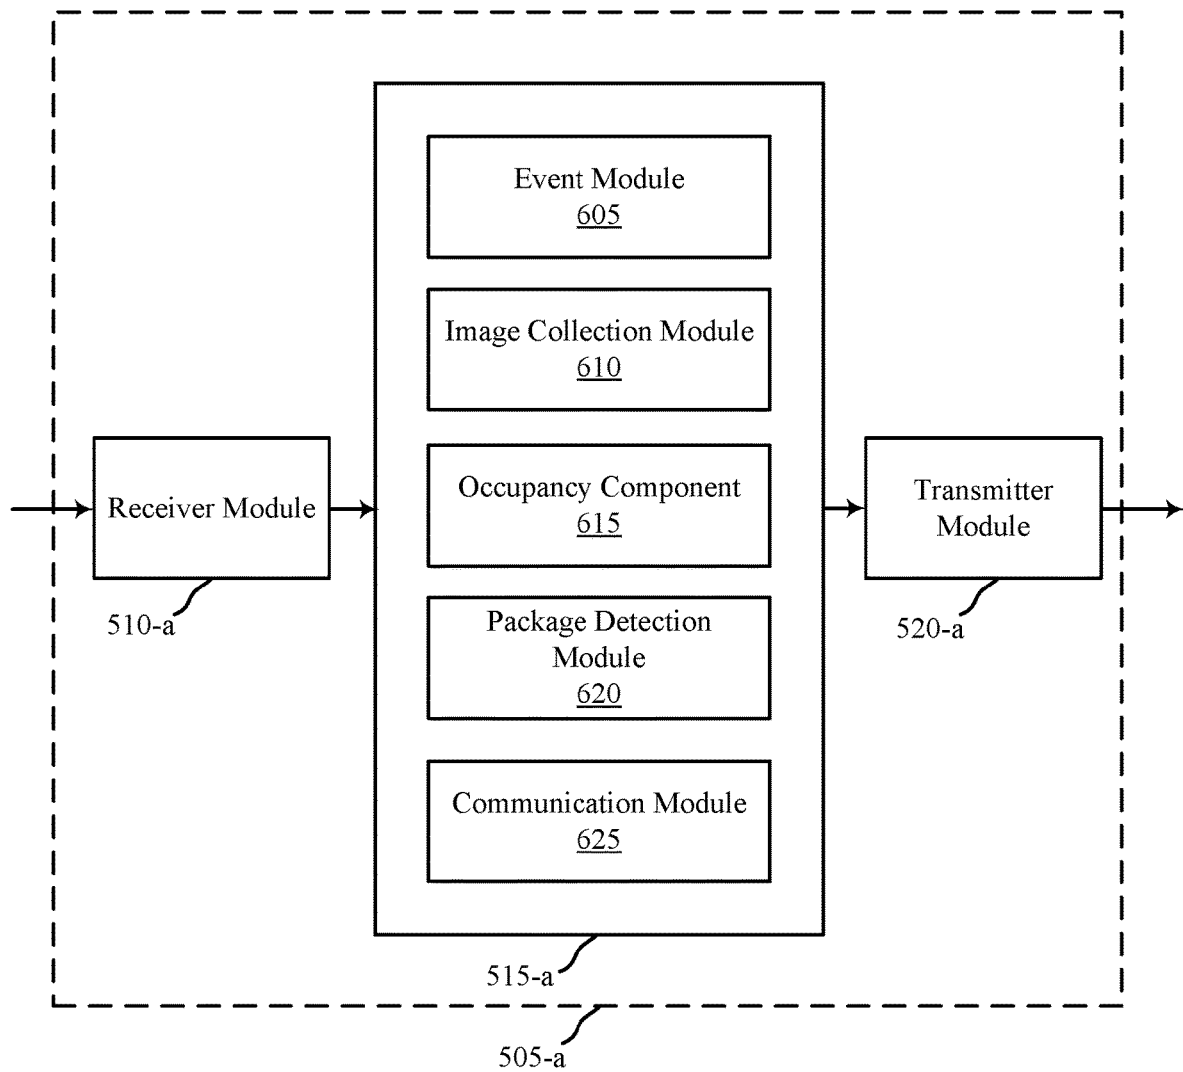 Event Module
605
Image Collection Module
610
Occupancy Component
615
Package Detection
Module
620
Communication Module
625
Receiver Module
510-a
Transmitter
Module
520-a
515-a
505-a